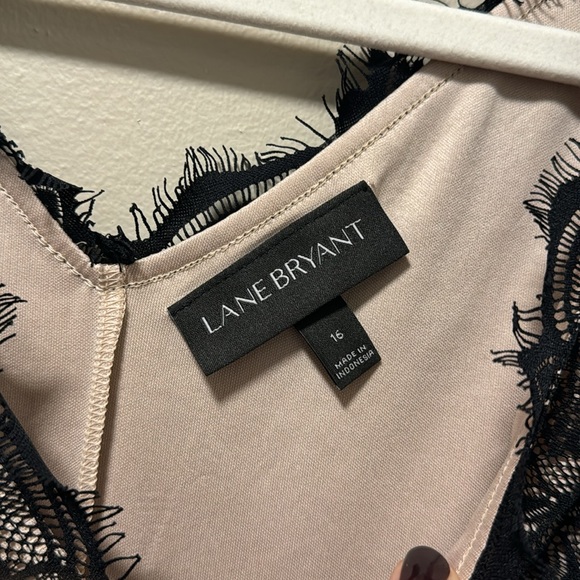 LANE BRYANT
16
MADE IN
INDONESIA